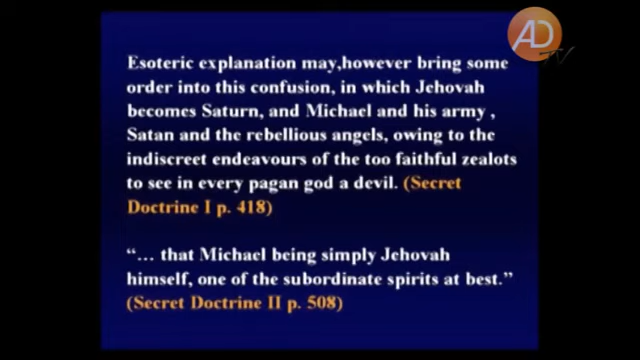 AD
TV
Esoteric explanation may,however bring some
order into this confusion, in which Jehovah
becomes Saturn, and Michael and his army ,
Satan and the rebellious angels, owing to the
indiscreet endeavours of the too faithful zealots
to see in every pagan god a devil. (Secret
Doctrine I p. 418)
“… that Michael being simply Jehovah
himself, one of the subordinate spirits at best.”
(Secret Doctrine II p. 508)